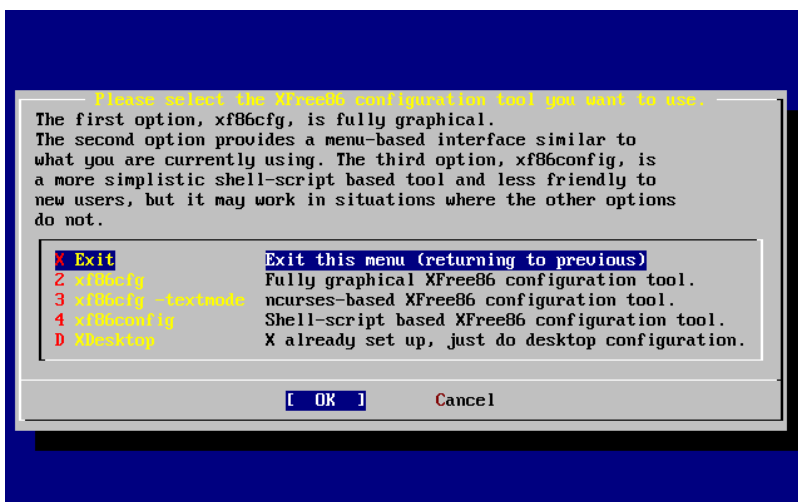 Please select the XFree86 configuration tool you want to use.
The first option, xf86cfg, is fully graphical.
The second option provides a menu-based interface similar to
what you are currently using. The third option, xf86config, is
a more simplistic shell-script based tool and less friendly to
new users, but it may work in situations where the other options
do not.
X Exit Exit this menu (returning to previous)
2 xf86cfg Fully graphical XFree86 configuration tool.
3 xf86cfg -textmode ncurses-based XFree86 configuration tool.
4 xf86config Shell-script based XFree86 configuration tool.
D XDesktop X already set up, just do desktop configuration.
[ OK ] Cancel